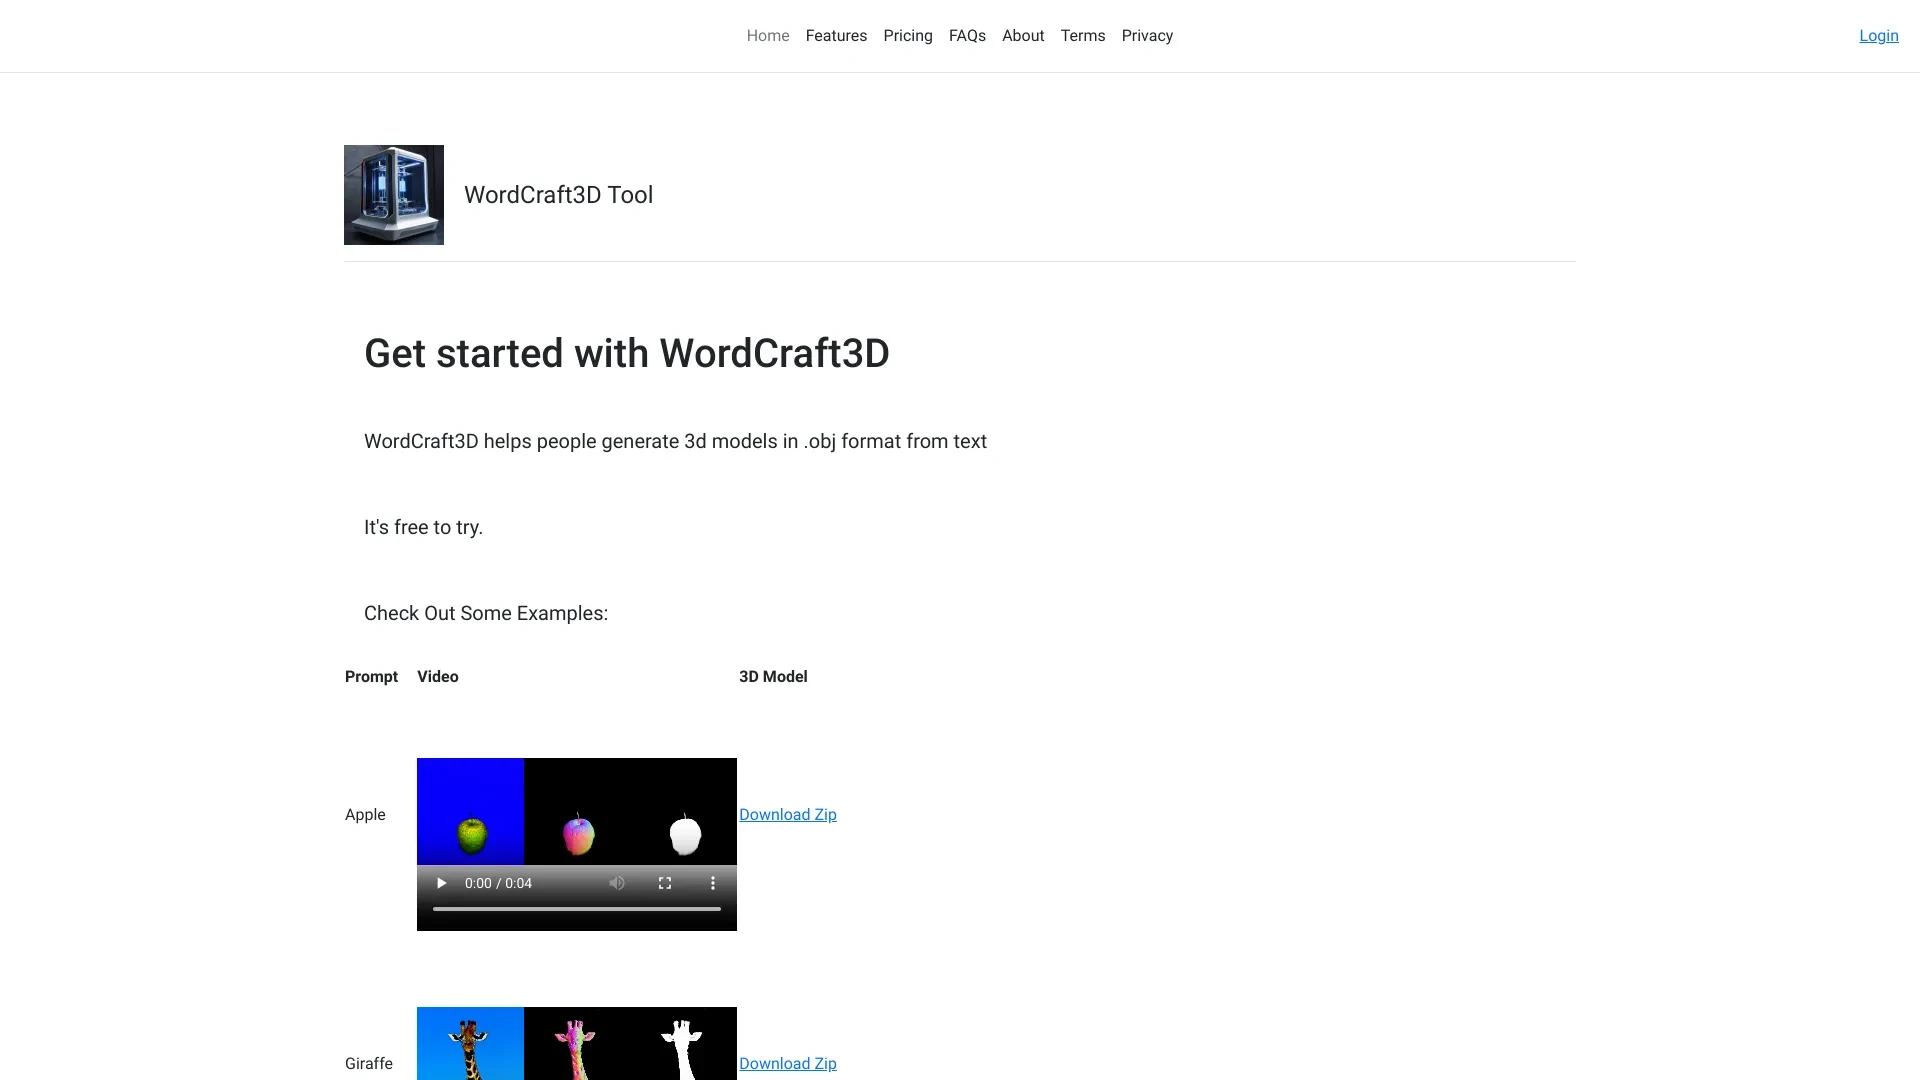 Home Features Pricing FAQs About Terms Privacy Login
WordCraft3D Tool
Get started with WordCraft3D
WordCraft3D helps people generate 3d models in .obj format from text
It's free to try.
Check Out Some Examples:
Prompt Video 3D Model
Apple Download Zip
0:00 / 0:04
Giraffe Download Zip